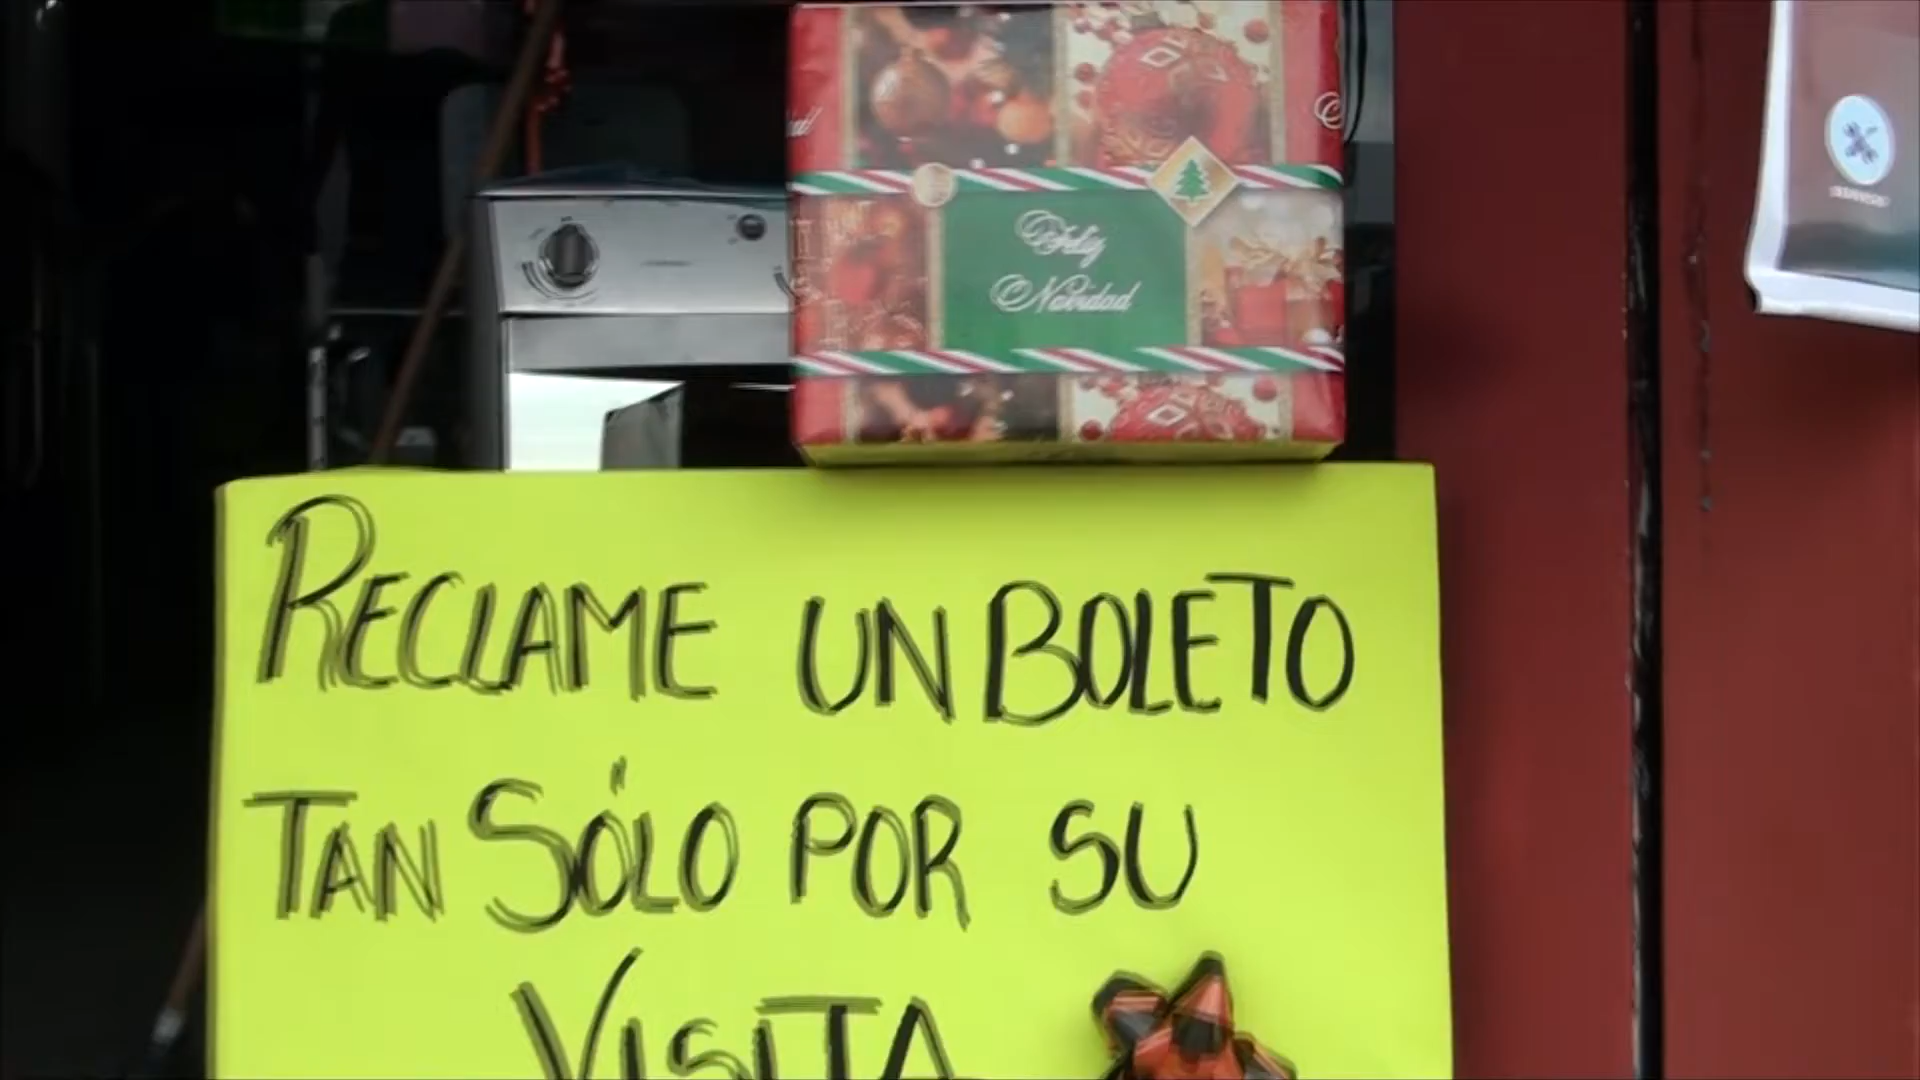 Feliz
Navidad
RECLAME UN BOLETO
TAN SÓLO POR SU
VISITA